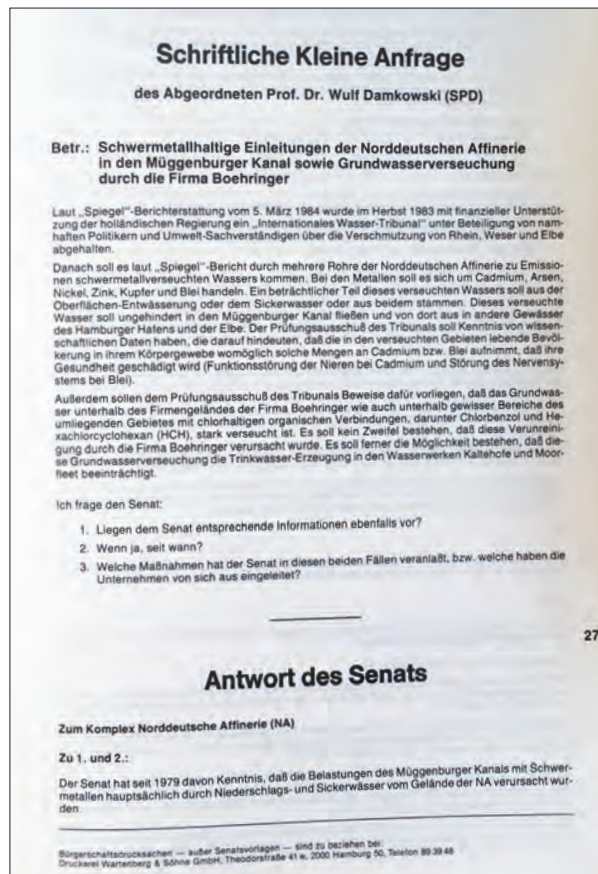 Schriftliche Kleine Anfrage
des Abgeordneten Prof. Dr. Wulf Damkowski (SPD)
Betr.: Schwermetallhaltige Einleitungen der Norddeutschen Affinerie
in den Müggenburger Kanal sowie Grundwasserverseuchung
durch die Firma Boehringer
Laut „Spiegel"-Berichterstattung vom 5. März 1984 wurde im Herbst 1983 mit finanzieller Unterstüt-
zung der holländischen Regierung ein „Internationales Wasser-Tribunal" unter Beteiligung von nam-
haften Politikern und Umwelt-Sachverständigen über die Verschmutzung von Rhein, Weser und Elbe
abgehalten.
Danach soll es laut „Spiegel"-Bericht durch mehrere Rohre der Norddeutschen Affinerie zu Emissio-
nen schwermetallverseuchten Wassers kommen. Bei den Metallen soll es sich um Cadmium, Arsen,
Nickel, Zink, Kupfer und Blei handeln. Ein beträchtlicher Teil dieses verseuchten Wassers soll aus der
Oberflächen-Entwässerung oder dem Sickerwasser oder aus beidem stammen. Dieses verseuchte
Wasser soll ungehindert in den Müggenburger Kanal fließen und von dort aus in andere Gewässer
des Hamburger Hafens und der Elbe. Der Prüfungsausschuß des Tribunals soll Kenntnis von wissen-
schaftlichen Daten haben, die darauf hindeuten, daß die in den verseuchten Gebieten lebende Bevöl-
kerung in ihrem Körpergewebe womöglich solche Mengen an Cadmium bzw. Blei aufnimmt, daß ihre
Gesundheit geschädigt wird (Funktionsstörung der Nieren bei Cadmium und Störung des Nervensy-
stems bei Blei).
Außerdem sollen dem Prüfungsausschuß des Tribunals Beweise dafür vorliegen, daß das Grundwas-
ser unterhalb des Firmengeländes der Firma Boehringer wie auch unterhalb gewisser Bereiche des
umliegenden Gebietes mit chlorhaltigen organischen Verbindungen, darunter Chlorbenzol und He-
xachlorcyclohexan (HCH), stark verseucht ist. Es soll kein Zweifel bestehen, daß diese Verunreini-
gung durch die Firma Boehringer verursacht wurde. Es soll ferner die Möglichkeit bestehen, daß die-
se Grundwasserverseuchung die Trinkwasser-Erzeugung in den Wasserwerken Kaltehofe und Moor-
fleet beeinträchtigt.
Ich frage den Senat:
1. Liegen dem Senat entsprechende Informationen ebenfalls vor?
2. Wenn ja, seit wann?
3. Welche Maßnahmen hat der Senat in diesen beiden Fällen veranlaßt, bzw. welche haben die
Unternehmen von sich aus eingeleitet?
27
Antwort des Senats
Zum Komplex Norddeutsche Affinerie (NA)
Zu 1. und 2.:
Der Senat hat seit 1979 davon Kenntnis, daß die Belastungen des Müggenburger Kanals mit Schwer-
metallen hauptsächlich durch Niederschlags- und Sickerwässer vom Gelände der NA verursacht wur-
den.
Bürgerschaftsdrucksachen — außer Senatsvorlagen — sind zu beziehen bei:
Druckerei Wartenberg & Söhne GmbH, Theodorstraße 41 w, 2000 Hamburg 50, Telefon 89 39 48